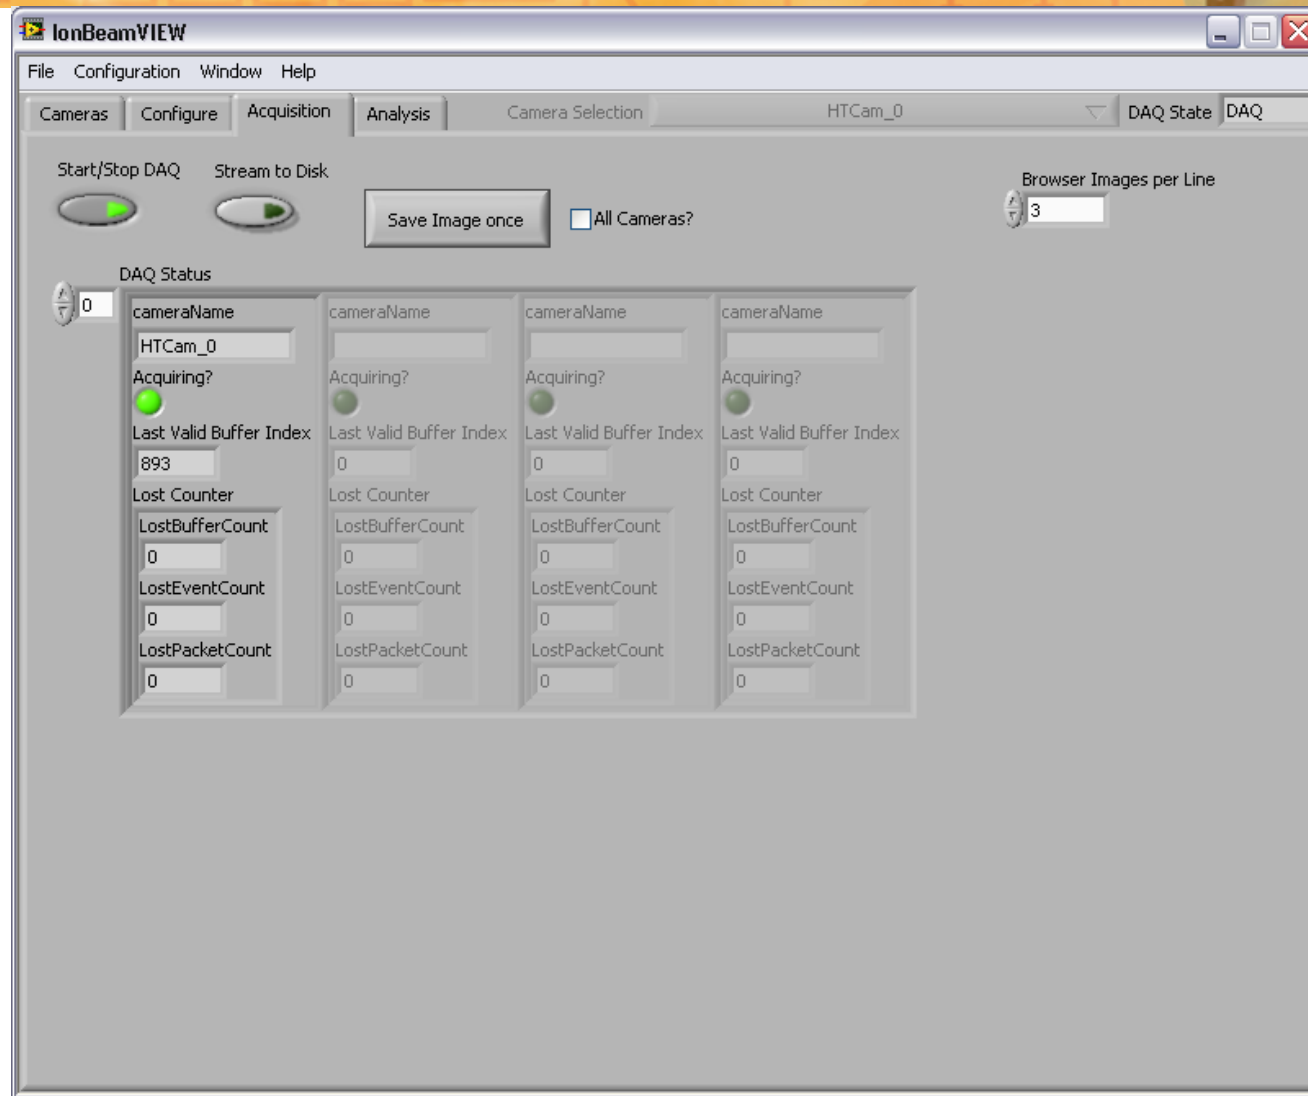 IonBeamVIEW
File Configuration Window Help
Cameras Configure Acquisition Analysis Camera Selection HTCam_0 DAQ State DAQ
Start/Stop DAQ Stream to Disk
Save Image once All Cameras?
Browser Images per Line
3
DAQ Status
0
cameraName cameraName cameraName cameraName
HTCam_0
Acquiring? Acquiring? Acquiring? Acquiring?
Last Valid Buffer Index Last Valid Buffer Index Last Valid Buffer Index Last Valid Buffer Index
893 0 0 0
Lost Counter Lost Counter Lost Counter Lost Counter
LostBufferCount LostBufferCount LostBufferCount LostBufferCount
0 0 0 0
LostEventCount LostEventCount LostEventCount LostEventCount
0 0 0 0
LostPacketCount LostPacketCount LostPacketCount LostPacketCount
0 0 0 0